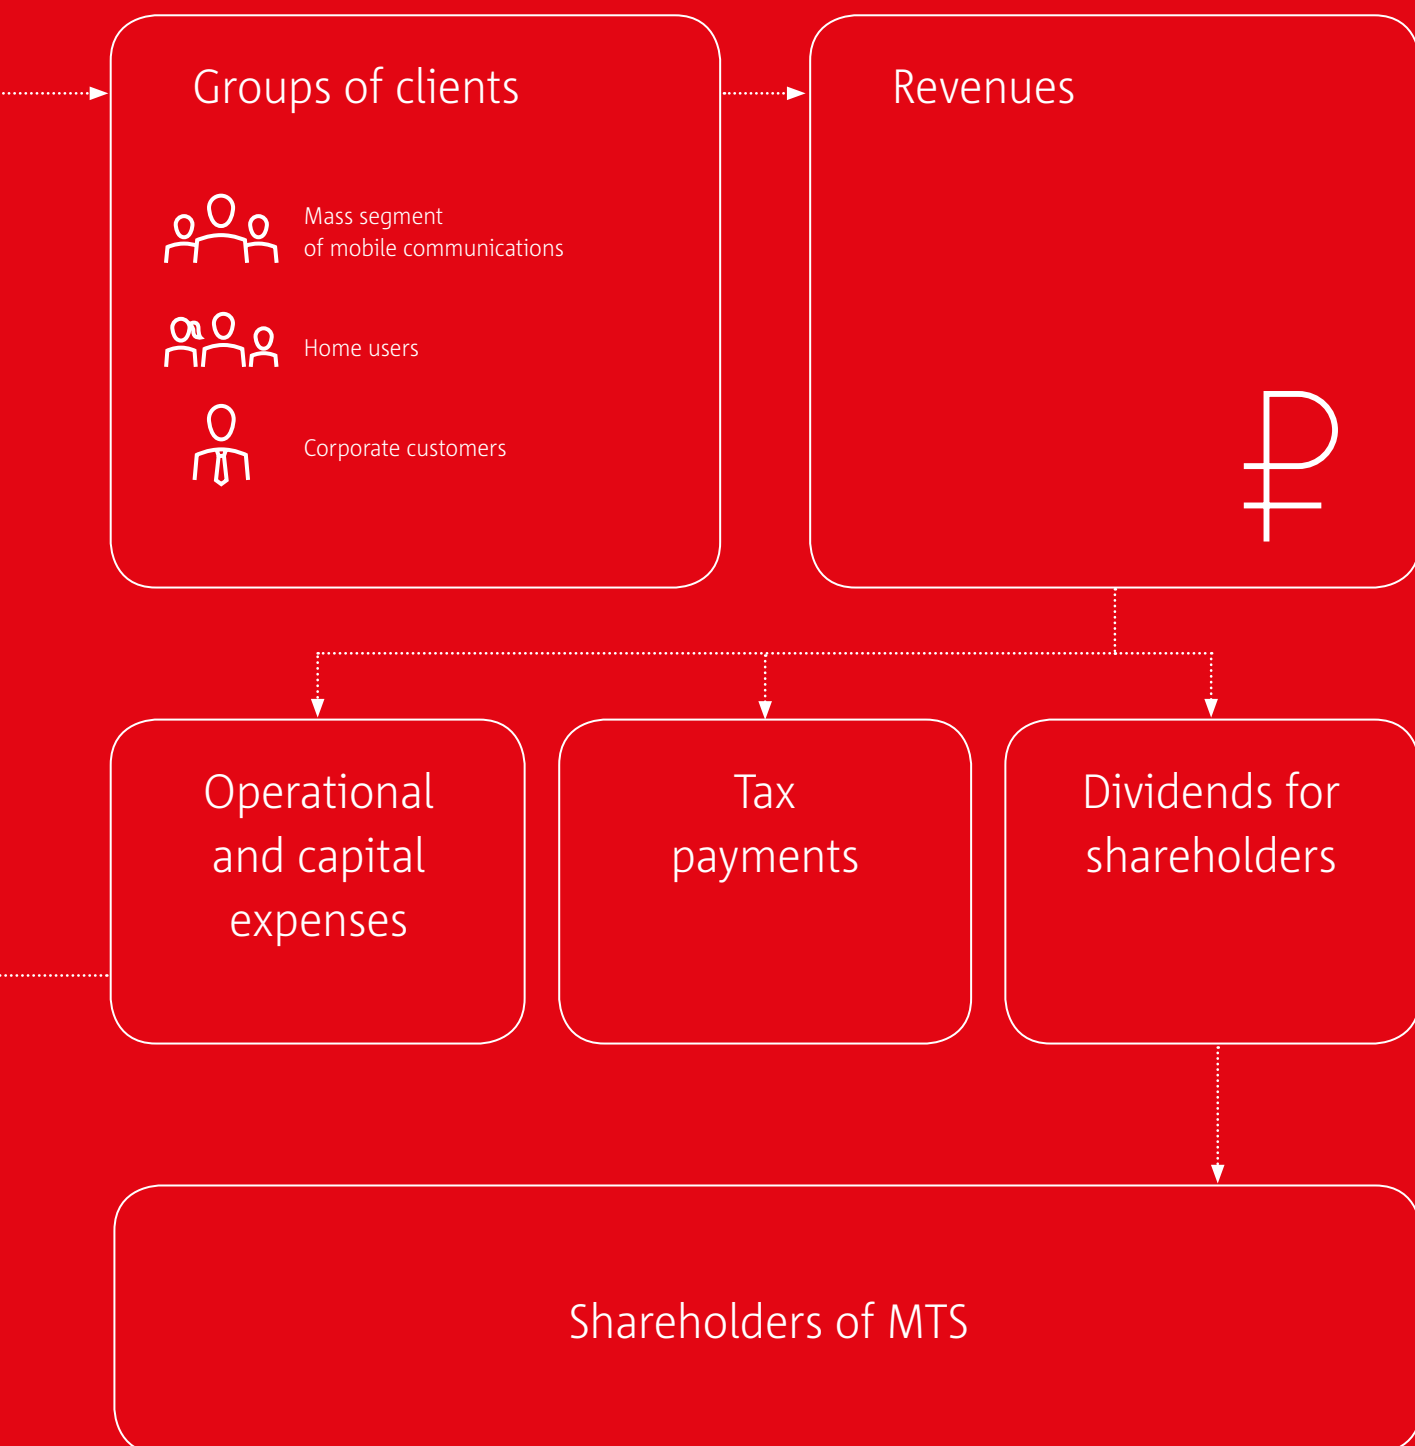 Groups of clients
Mass segment
of mobile communications
Home users
Corporate customers
Revenues
Operational
and capital
expenses
Tax
payments
Dividends for
shareholders
Shareholders of MTS